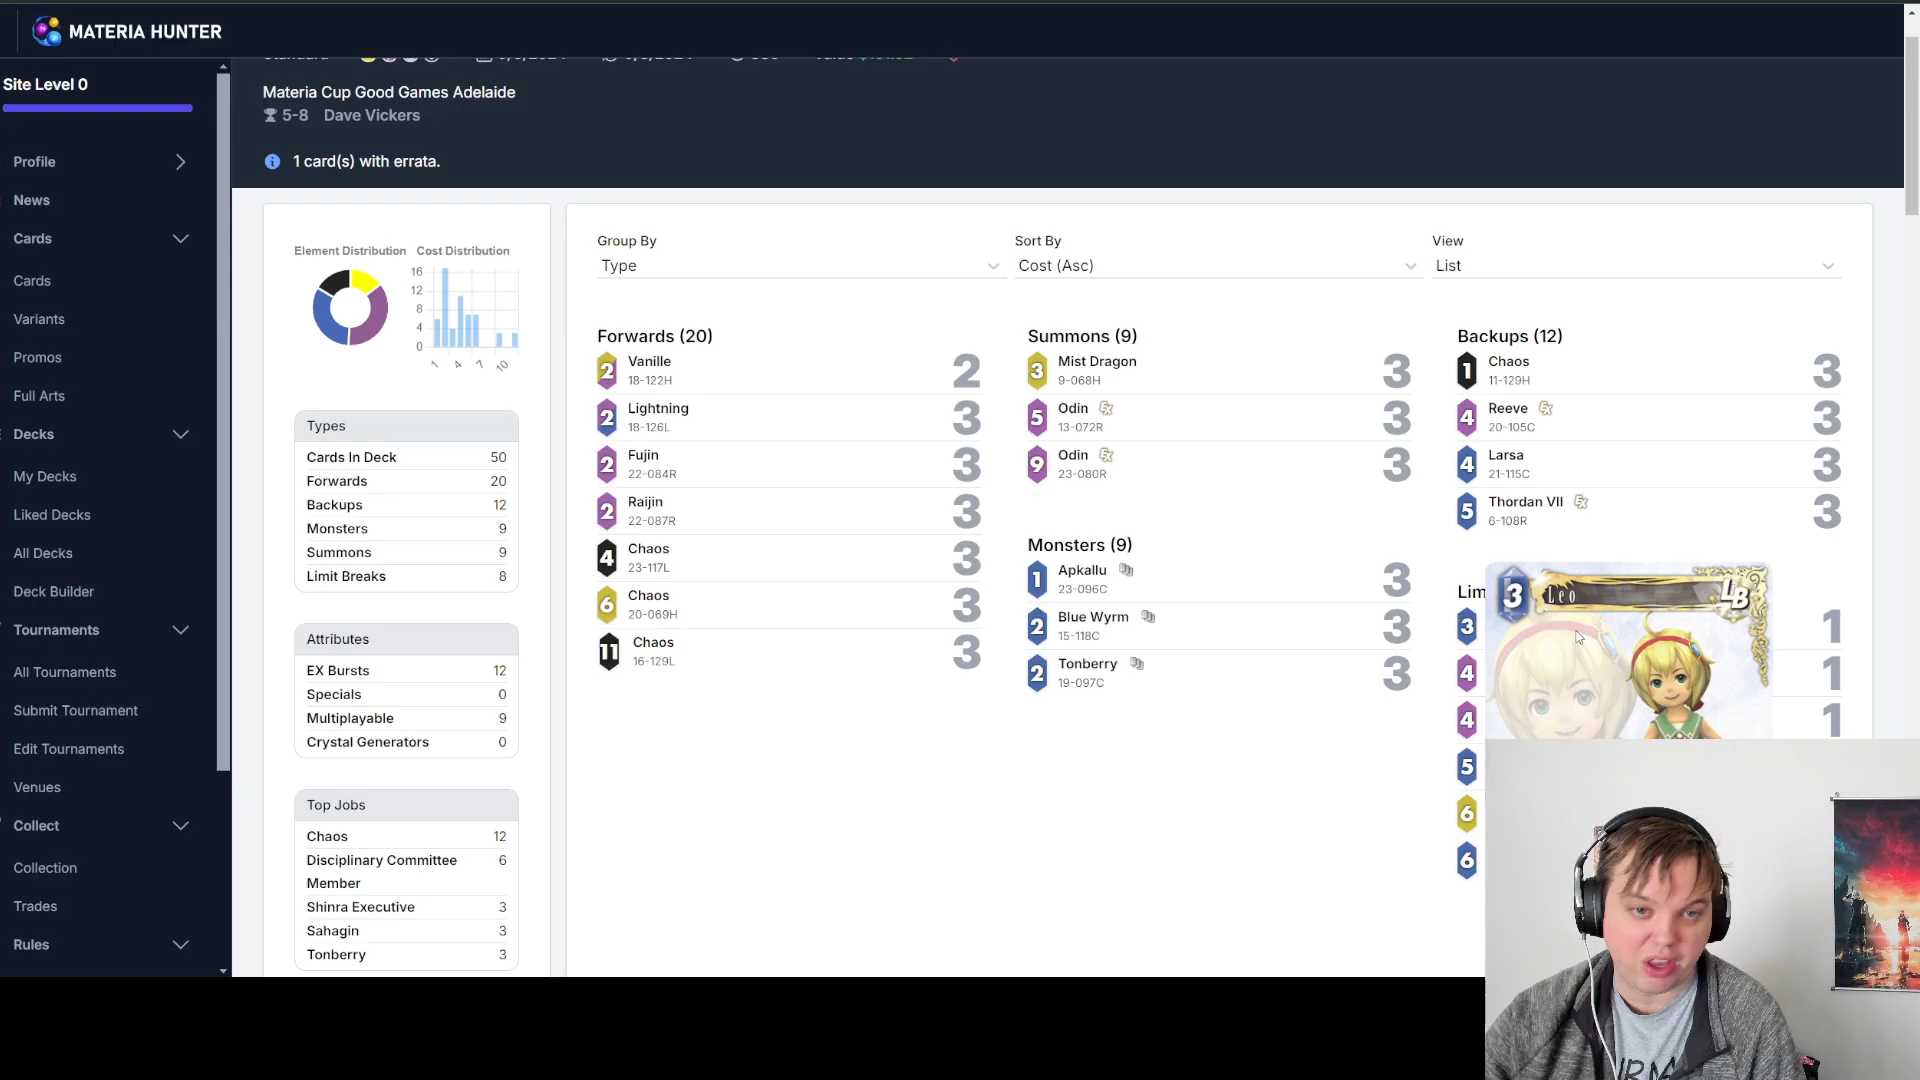 MATERIA HUNTER
Site Level 0
Profile
News
Cards
Cards
Variants
Promos
Full Arts
Decks
My Decks
Liked Decks
All Decks
Deck Builder
Tournaments
All Tournaments
Submit Tournament
Edit Tournaments
Venues
Collect
Collection
Trades
Rules
Materia Cup Good Games Adelaide
5-8 Dave Vickers
1 card(s) with errata.
Element Distribution Cost Distribution
16
12
8
4
0
1 4 7 10
Types
Cards In Deck 50
Forwards 20
Backups 12
Monsters 9
Summons 9
Limit Breaks 8
Attributes
EX Bursts 12
Specials 0
Multiplayable 9
Crystal Generators 0
Top Jobs
Chaos 12
Disciplinary Committee Member 6
Shinra Executive 3
Sahagin 3
Tonberry 3
Group By
Type
Sort By
Cost (Asc)
View
List
Forwards (20)
2 Vanille 2
18-122H
2 Lightning 3
18-126L
2 Fujin 3
22-084R
2 Raijin 3
22-087R
4 Chaos 3
23-117L
6 Chaos 3
20-069H
11 Chaos 3
16-129L
Summons (9)
3 Mist Dragon 3
9-068H
5 Odin EX 3
13-072R
9 Odin EX 3
23-080R
Monsters (9)
1 Apkallu 3
23-096C
2 Blue Wyrm 3
15-118C
2 Tonberry 3
19-097C
Backups (12)
1 Chaos 3
11-129H
4 Reeve EX 3
20-105C
4 Larsa 3
21-115C
5 Thordan VII EX 3
6-108R
Lim
3 1
4 1
4 1
5
6
6
3 Leo LB